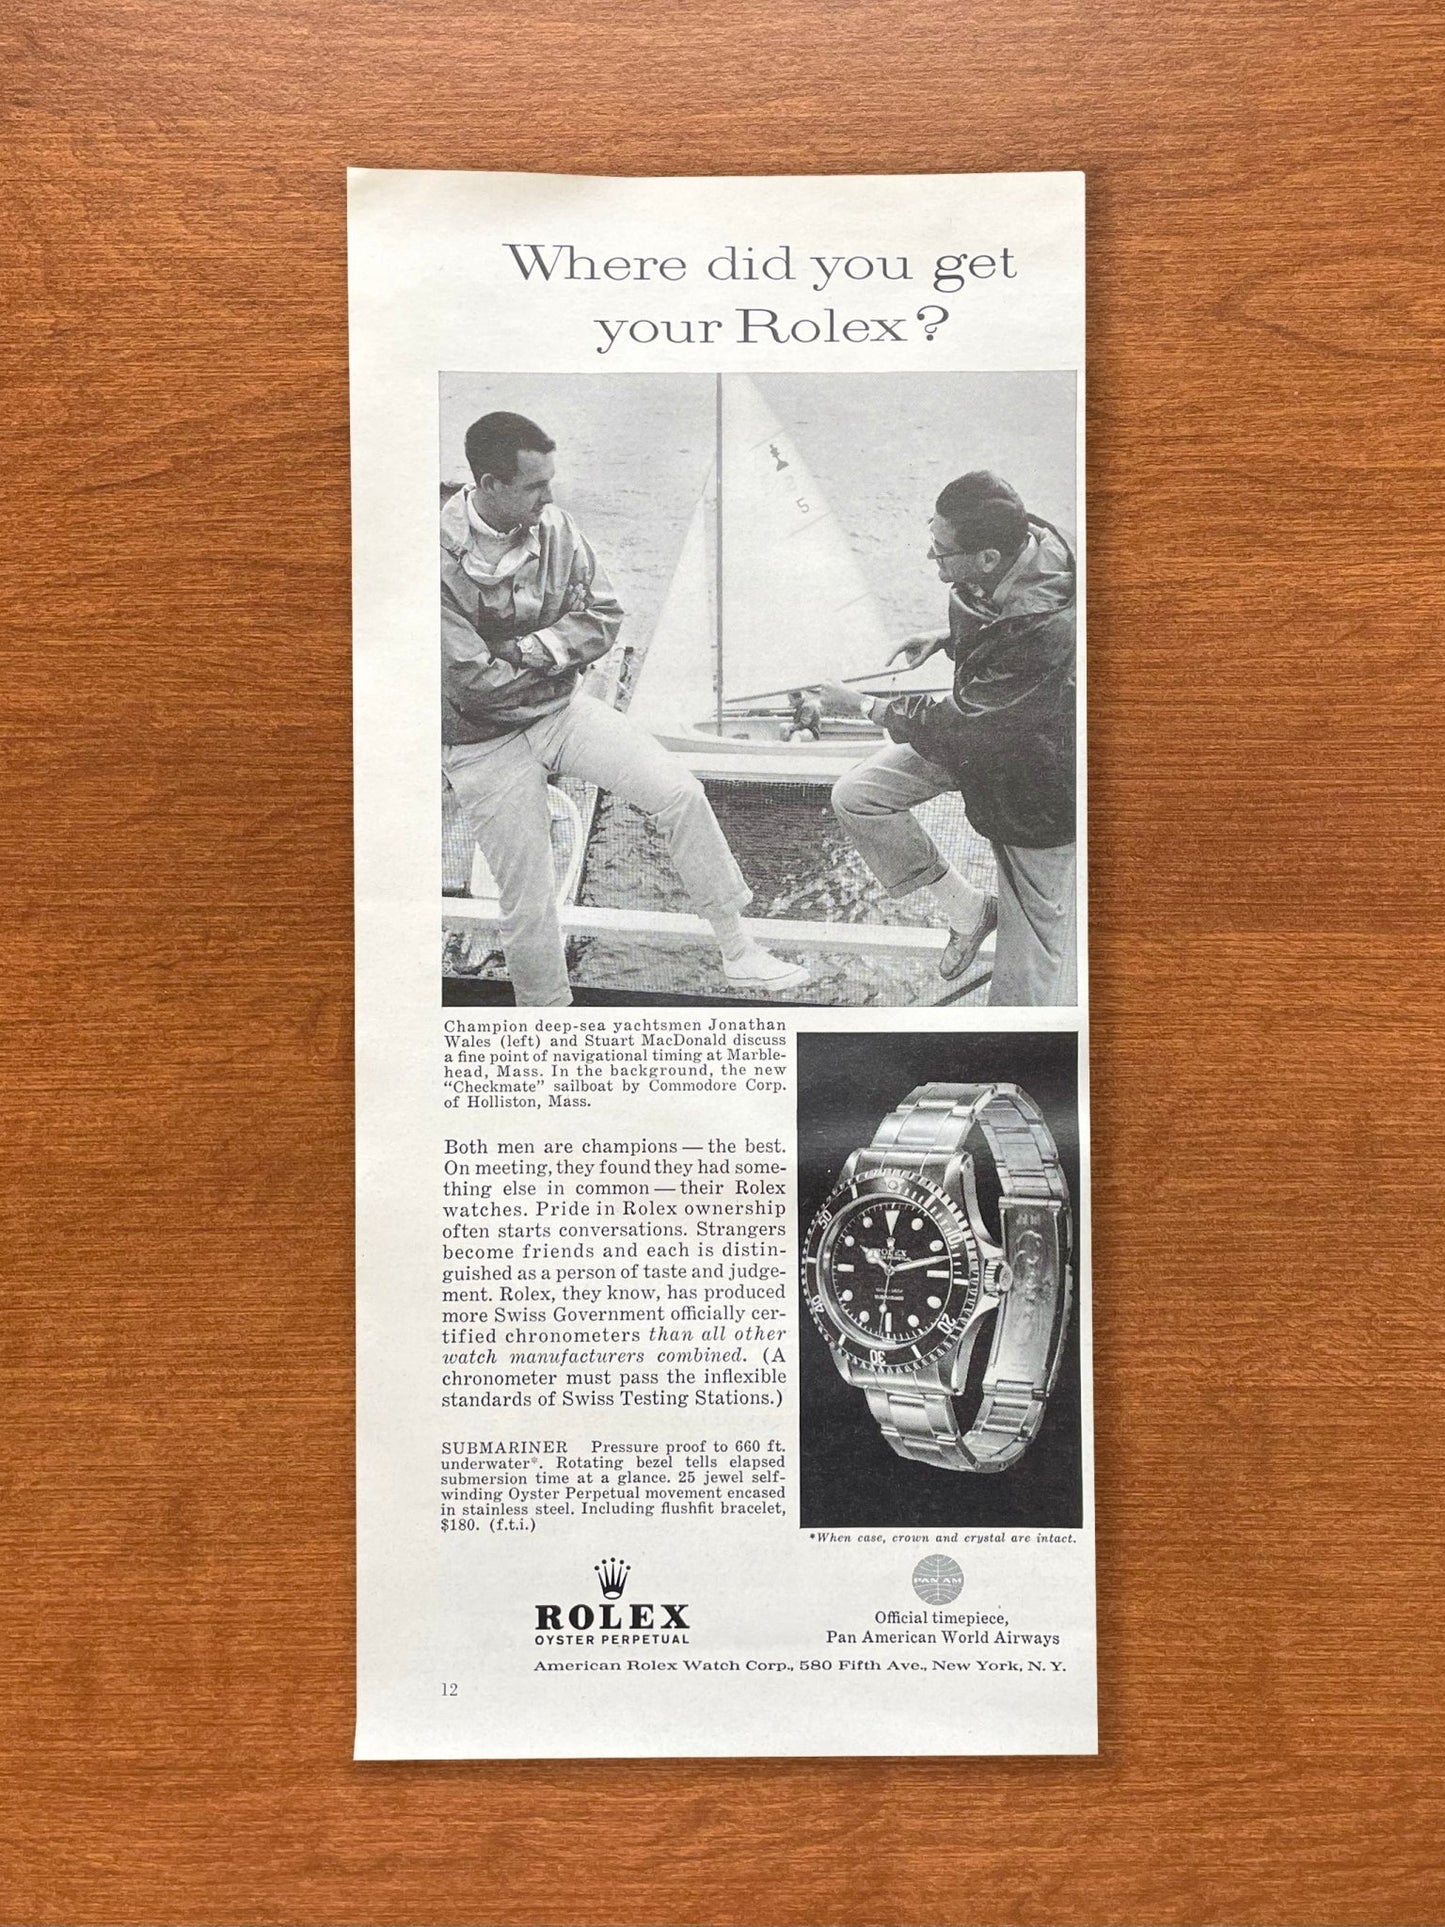 Where did you get
your Rolex?
5
Champion deep-sea yachtsmen Jonathan
Wales (left) and Stuart MacDonald discuss
a fine point of navigational timing at Marble-
head, Mass. In the background, the new
"Checkmate" sailboat by Commodore Corp.
of Holliston, Mass.
Both men are champions — the best.
On meeting, they found they had some-
thing else in common — their Rolex
watches. Pride in Rolex ownership
often starts conversations. Strangers
become friends and each is distin-
guished as a person of taste and judge-
ment. Rolex, they know, has produced
more Swiss Government officially cer-
tified chronometers than all other
watch manufacturers combined. (A
chronometer must pass the inflexible
standards of Swiss Testing Stations.)
SUBMARINER Pressure proof to 660 ft.
underwater*. Rotating bezel tells elapsed
submersion time at a glance. 25 jewel self-
winding Oyster Perpetual movement encased
in stainless steel. Including flushfit bracelet,
$180. (f.t.i.)
50
10
40
20
30
ROLEX
*When case, crown and crystal are intact.
ROLEX
OYSTER PERPETUAL
PAN AM
Official timepiece,
Pan American World Airways
American Rolex Watch Corp., 580 Fifth Ave., New York, N. Y.
12